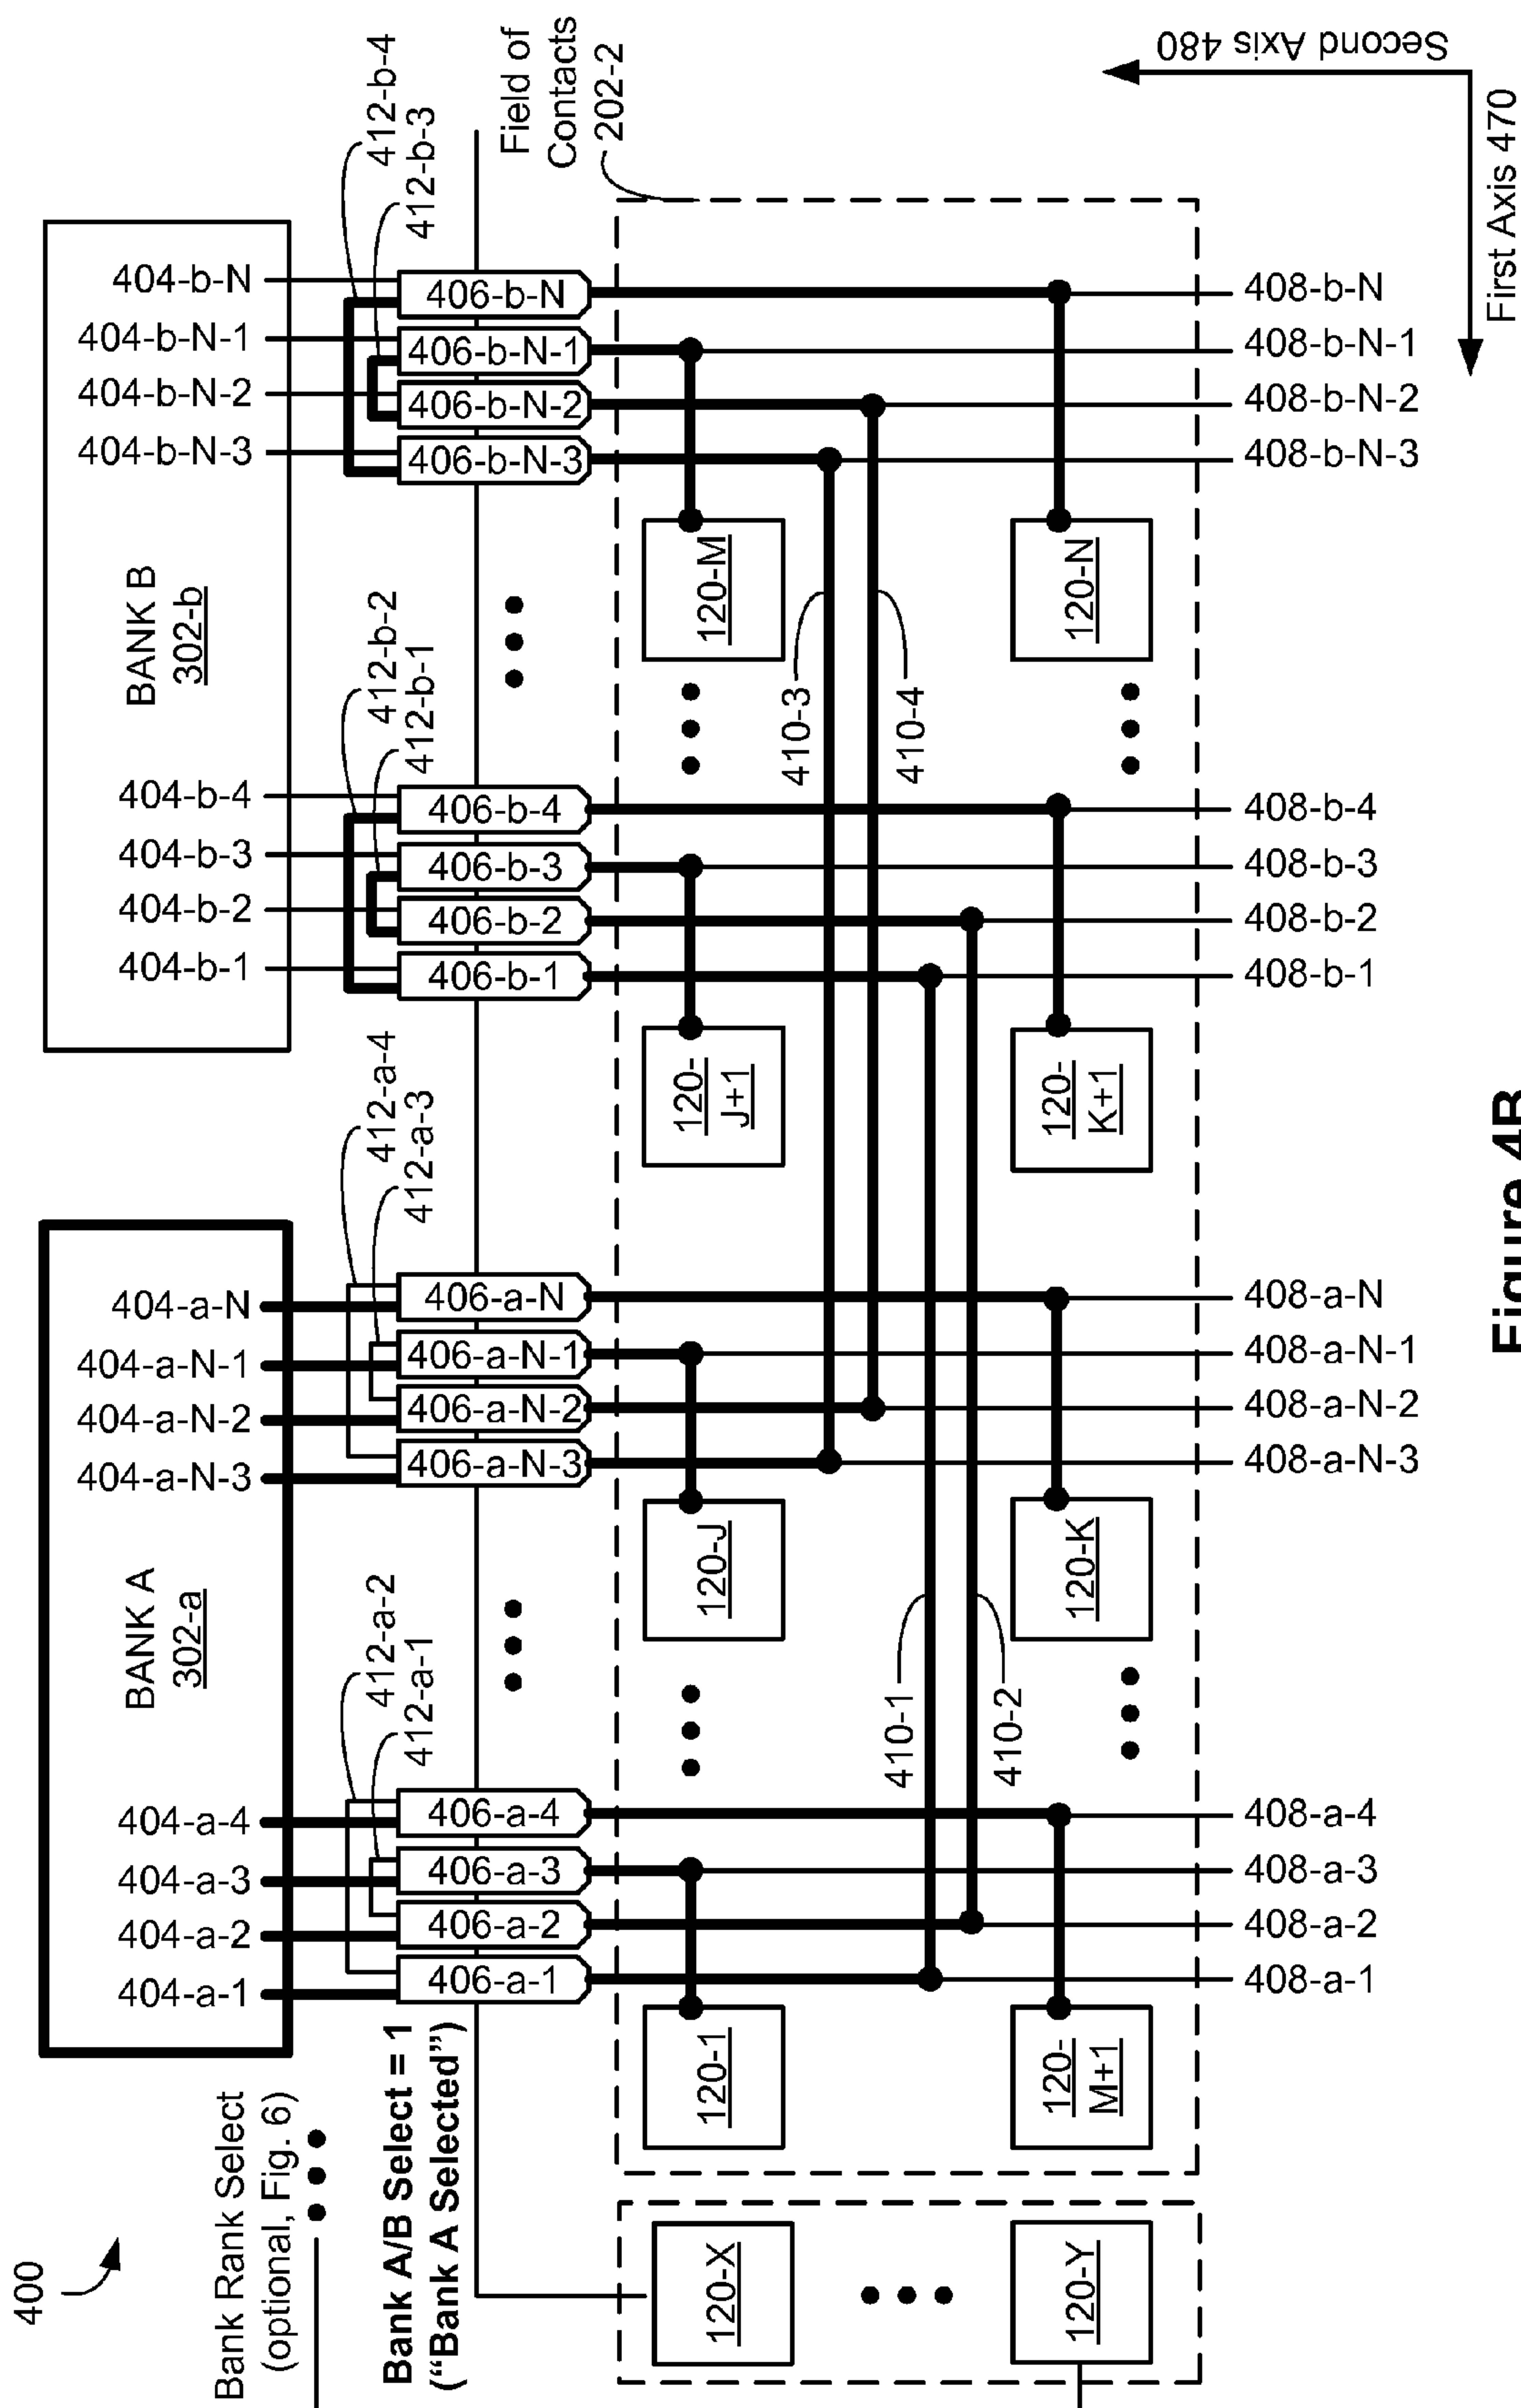 400
Bank Rank Select
(optional, Fig. 6)
Bank A/B Select = 1
("Bank A Selected")
BANK A
302-a
404-a-1
404-a-2
404-a-3
404-a-4
404-a-N-3
404-a-N-2
404-a-N-1
404-a-N
BANK B
302-b
404-b-1
404-b-2
404-b-3
404-b-4
404-b-N-3
404-b-N-2
404-b-N-1
404-b-N
412-a-2
412-a-1
412-a-4
412-a-3
412-b-2
412-b-1
412-b-4
412-b-3
406-a-1
406-a-2
406-a-3
406-a-4
406-a-N-3
406-a-N-2
406-a-N-1
406-a-N
406-b-1
406-b-2
406-b-3
406-b-4
406-b-N-3
406-b-N-2
406-b-N-1
406-b-N
Field of
Contacts
202-2
120-X
120-1
120-J
120-
J+1
120-M
410-3
410-4
410-1
410-2
120-Y
120-
M+1
120-K
120-
K+1
120-N
408-a-1
408-a-2
408-a-3
408-a-4
408-a-N-3
408-a-N-2
408-a-N-1
408-a-N
408-b-1
408-b-2
408-b-3
408-b-4
408-b-N-3
408-b-N-2
408-b-N-1
408-b-N
Second Axis 480
First Axis 470
Figure 4B